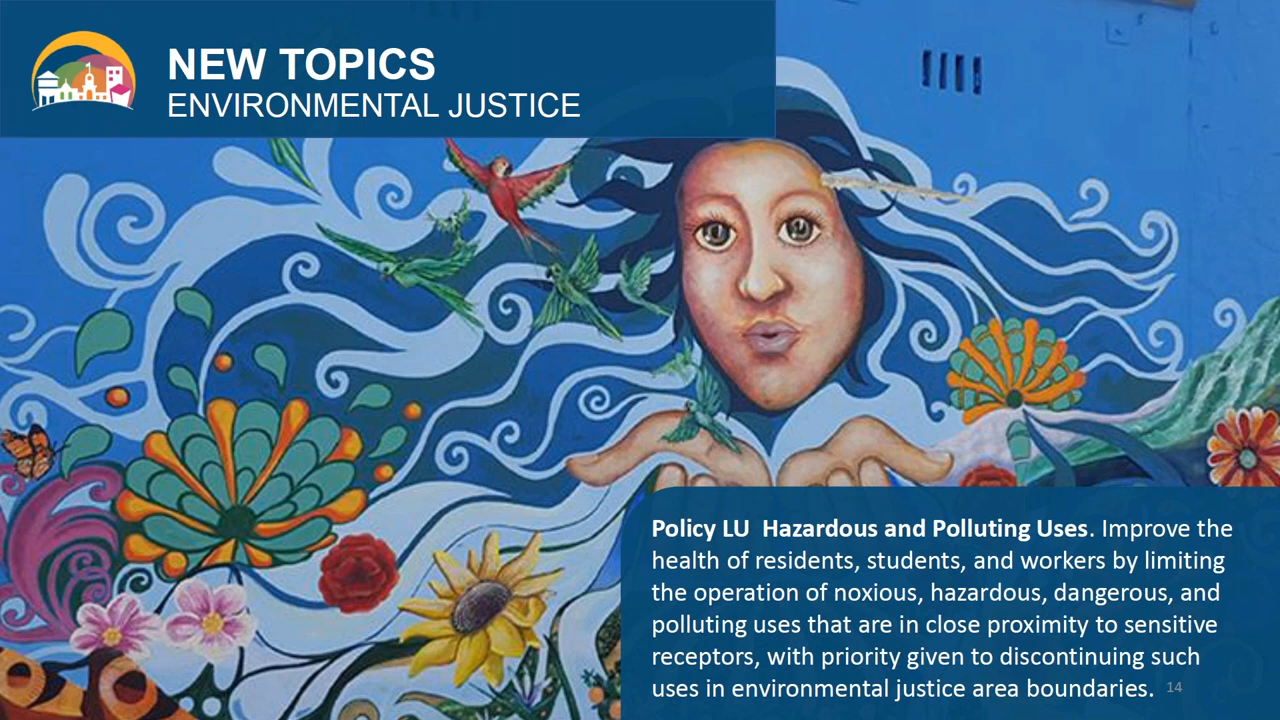 NEW TOPICS
ENVIRONMENTAL JUSTICE
Policy LU  Hazardous and Polluting Uses. Improve the
health of residents, students, and workers by limiting
the operation of noxious, hazardous, dangerous, and
polluting uses that are in close proximity to sensitive
receptors, with priority given to discontinuing such
uses in environmental justice area boundaries.
14